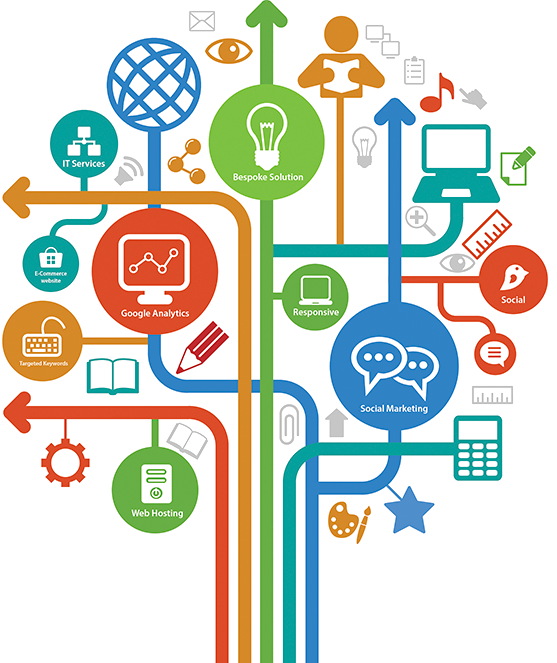 IT Services
Bespoke Solution
E-Commerce
website
Google Analytics
Responsive
Social
Targeted Keywords
Social Marketing
Web Hosting